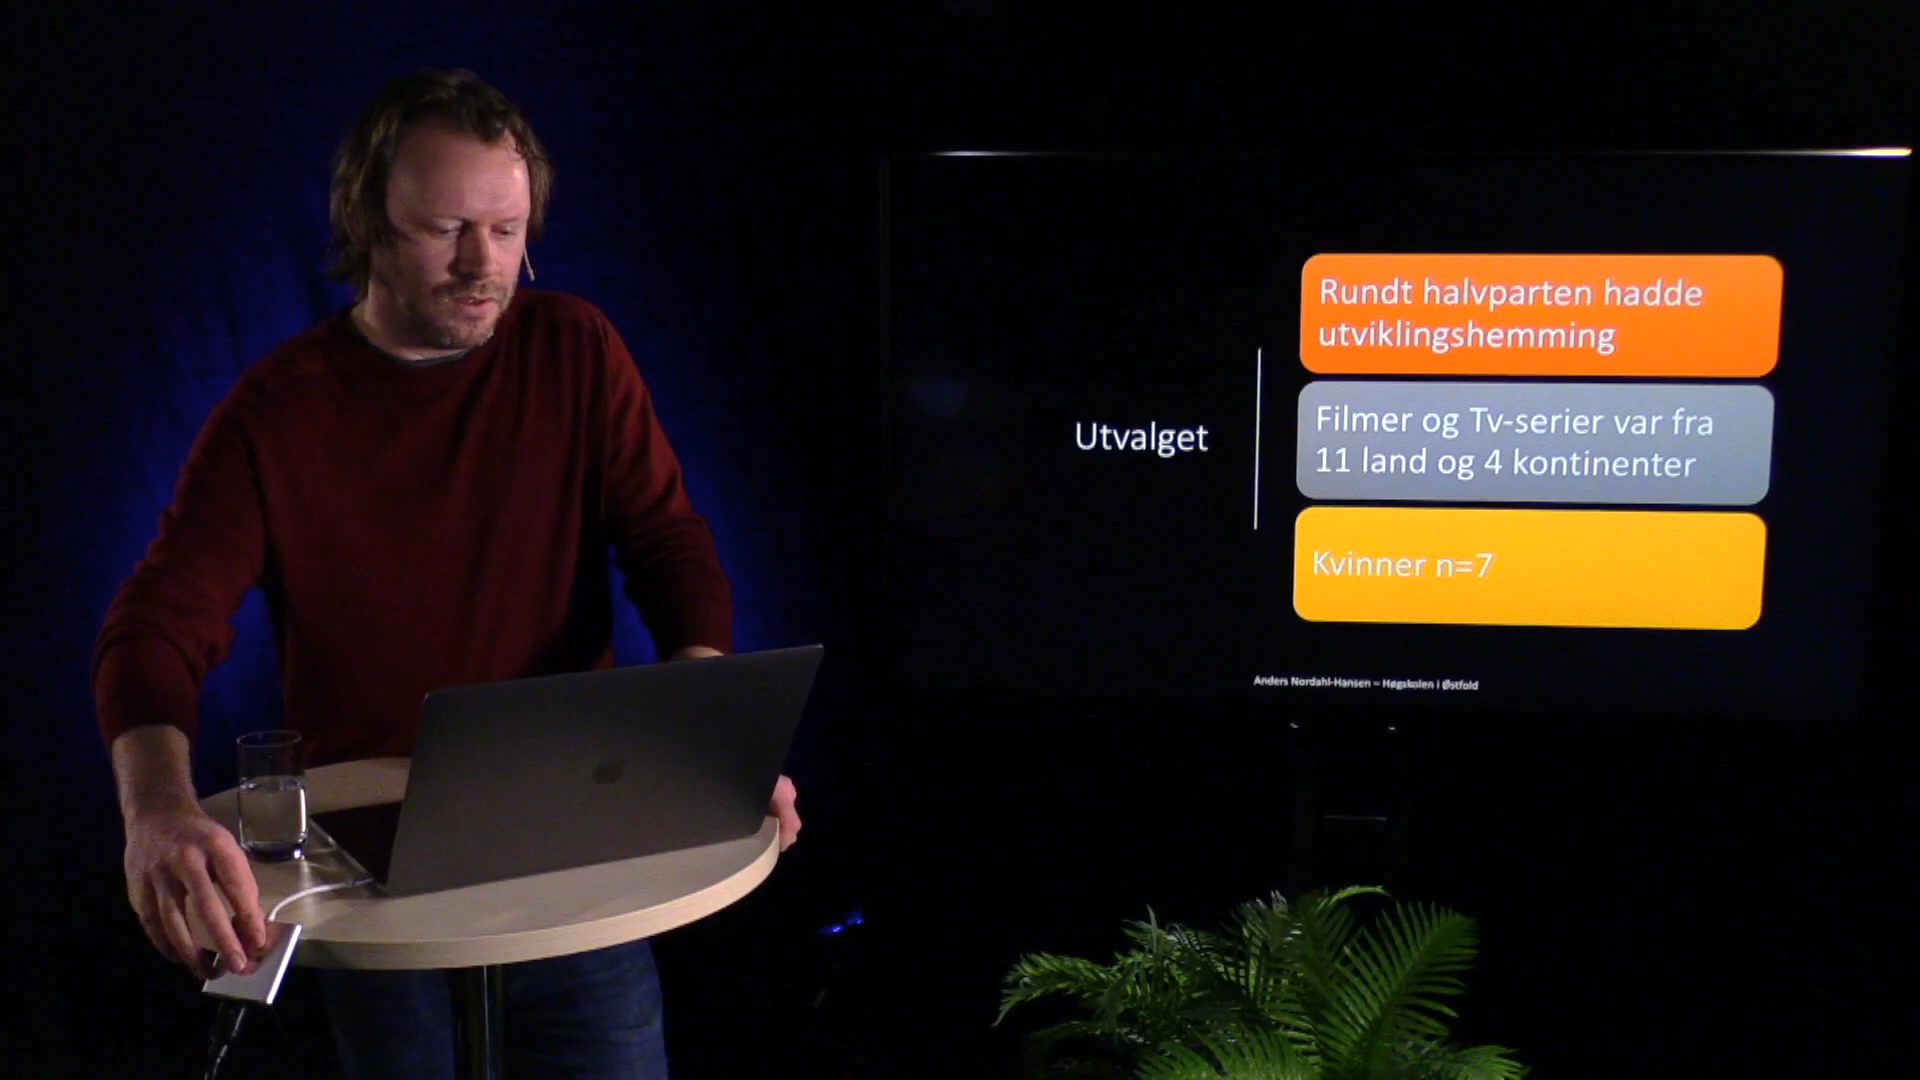 Utvalget
Rundt halvparten hadde
utviklingshemming
Filmer og Tv-serier var fra
11 land og 4 kontinenter
Kvinner n=7
Anders Nordahl-Hansen – Høgskolen i Østfold